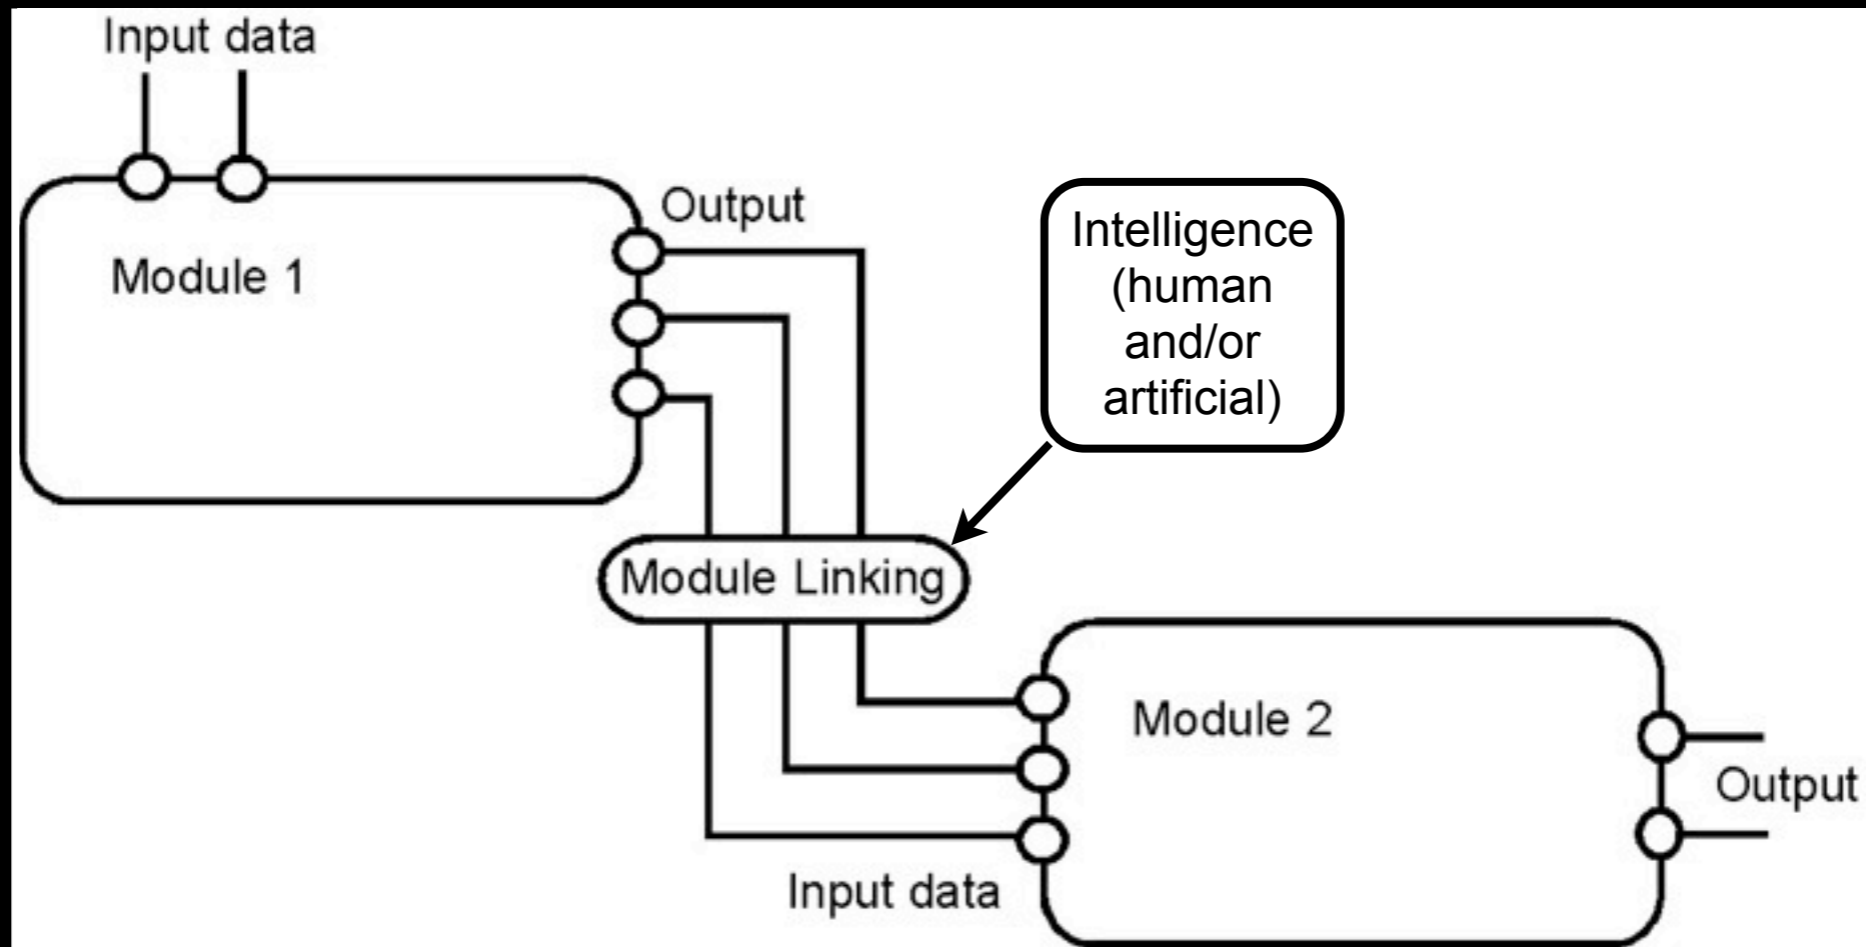 Input data
Output
Module 1
Intelligence
(human
and/or
artificial)
Module Linking
Module 2
Output
Input data